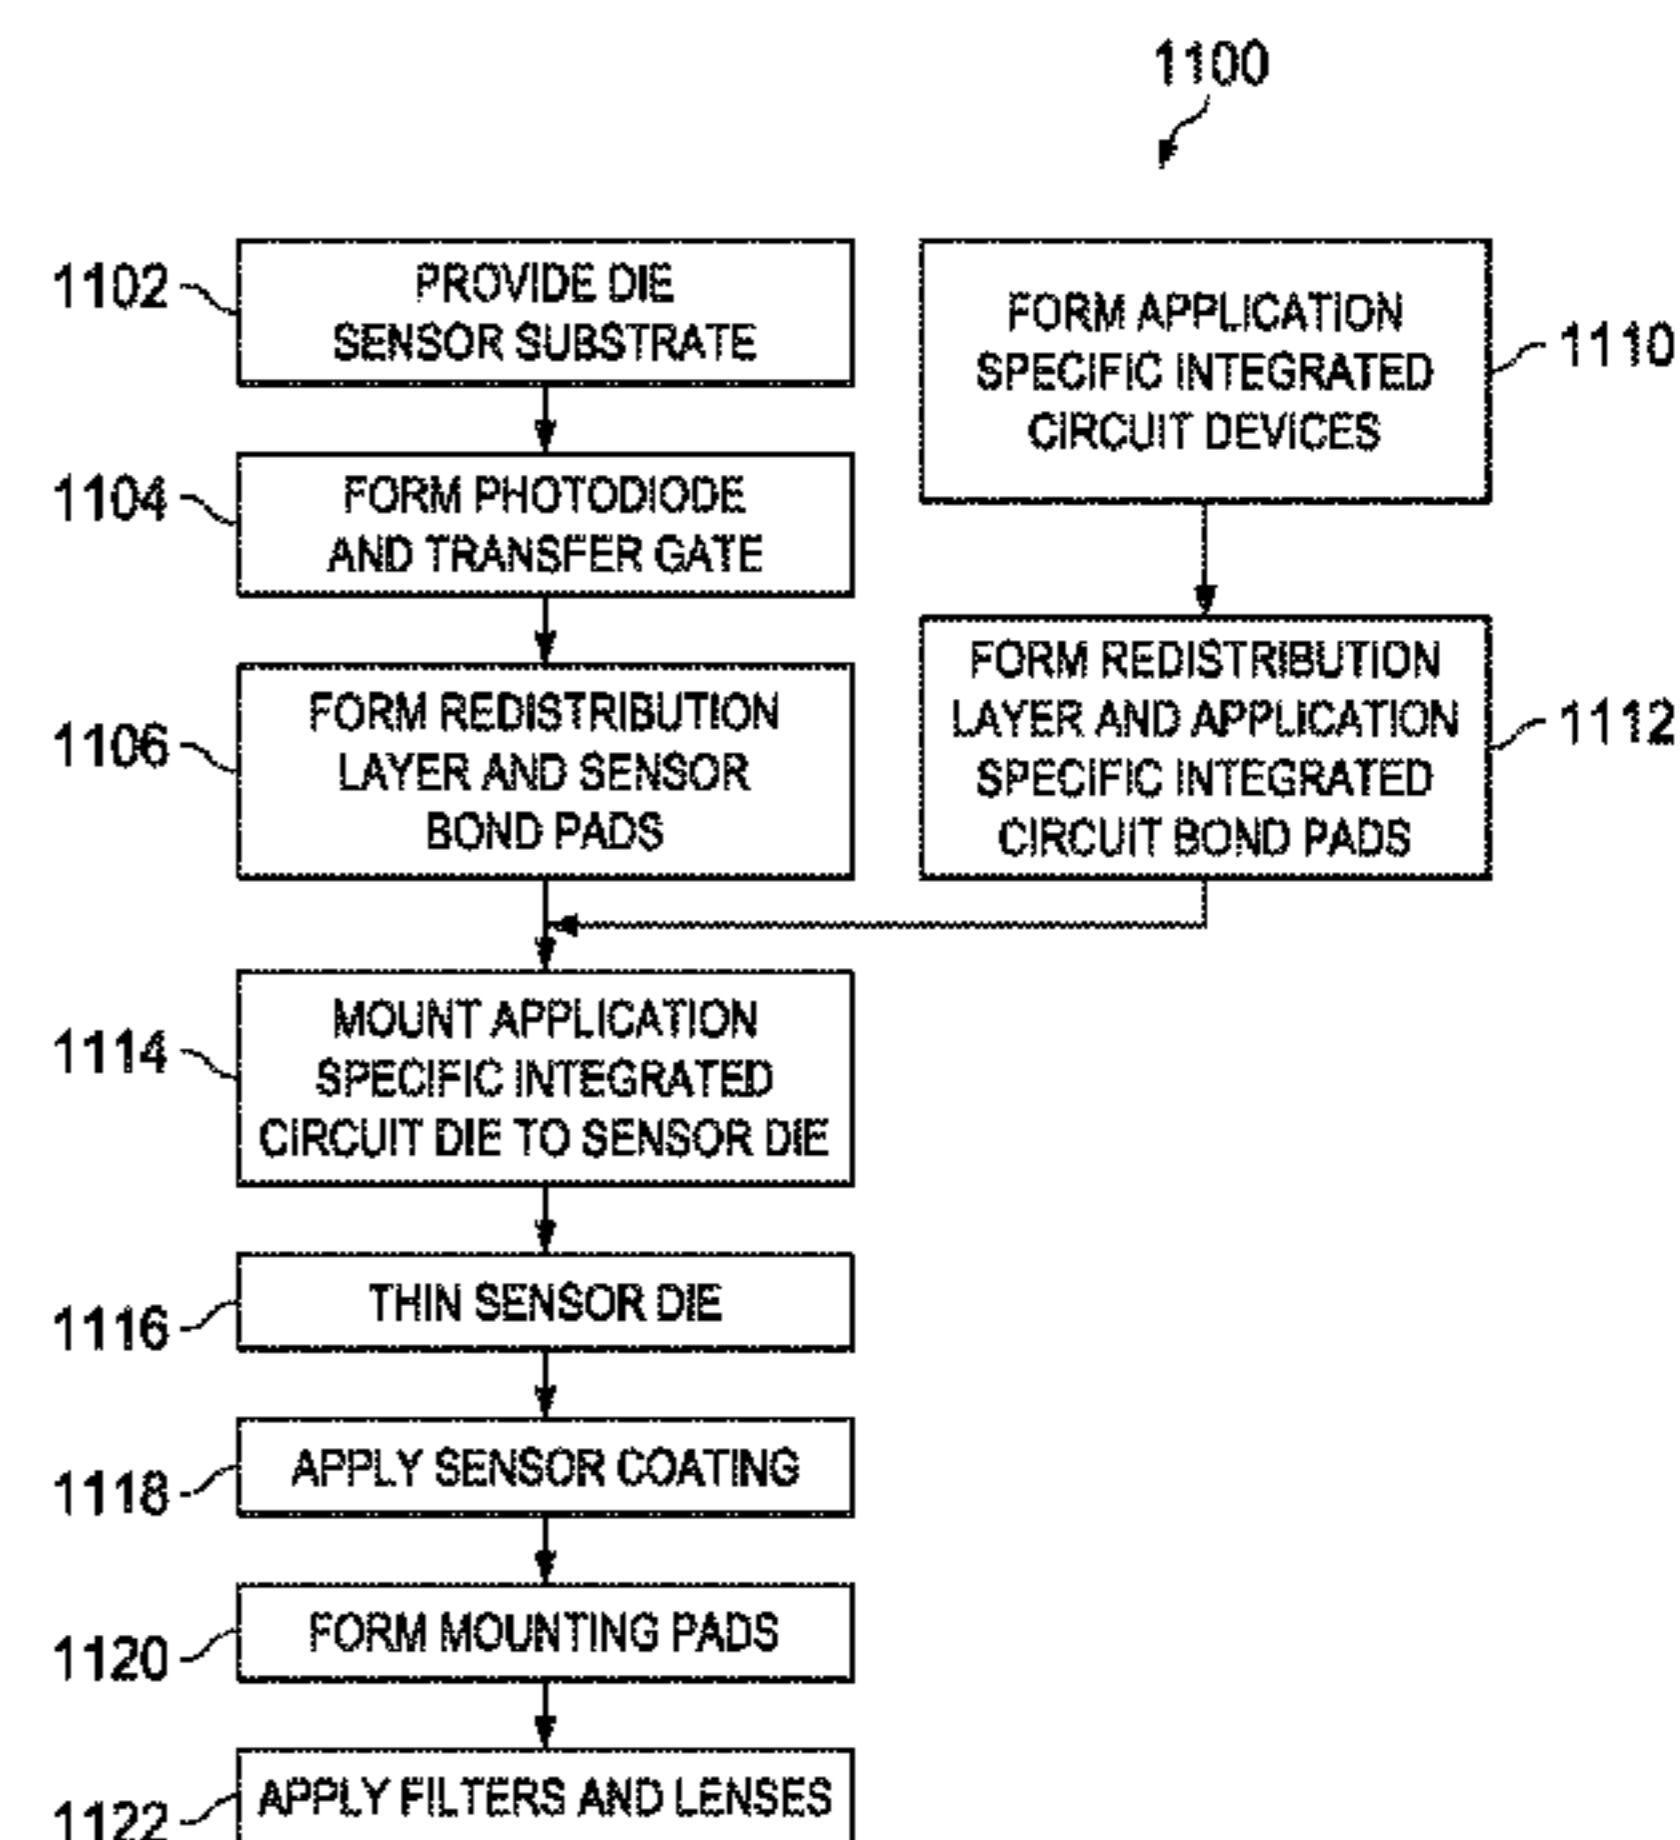 1100
1102
PROVIDE DIE
SENSOR SUBSTRATE
1104
FORM PHOTODIODE
AND TRANSFER GATE
1106
FORM REDISTRIBUTION
LAYER AND SENSOR
BOND PADS
FORM APPLICATION
SPECIFIC INTEGRATED
CIRCUIT DEVICES
1110
FORM REDISTRIBUTION
LAYER AND APPLICATION
SPECIFIC INTEGRATED
CIRCUIT BOND PADS
1112
1114
MOUNT APPLICATION
SPECIFIC INTEGRATED
CIRCUIT DIE TO SENSOR DIE
1116
THIN SENSOR DIE
1118
APPLY SENSOR COATING
1120
FORM MOUNTING PADS
1122
APPLY FILTERS AND LENSES